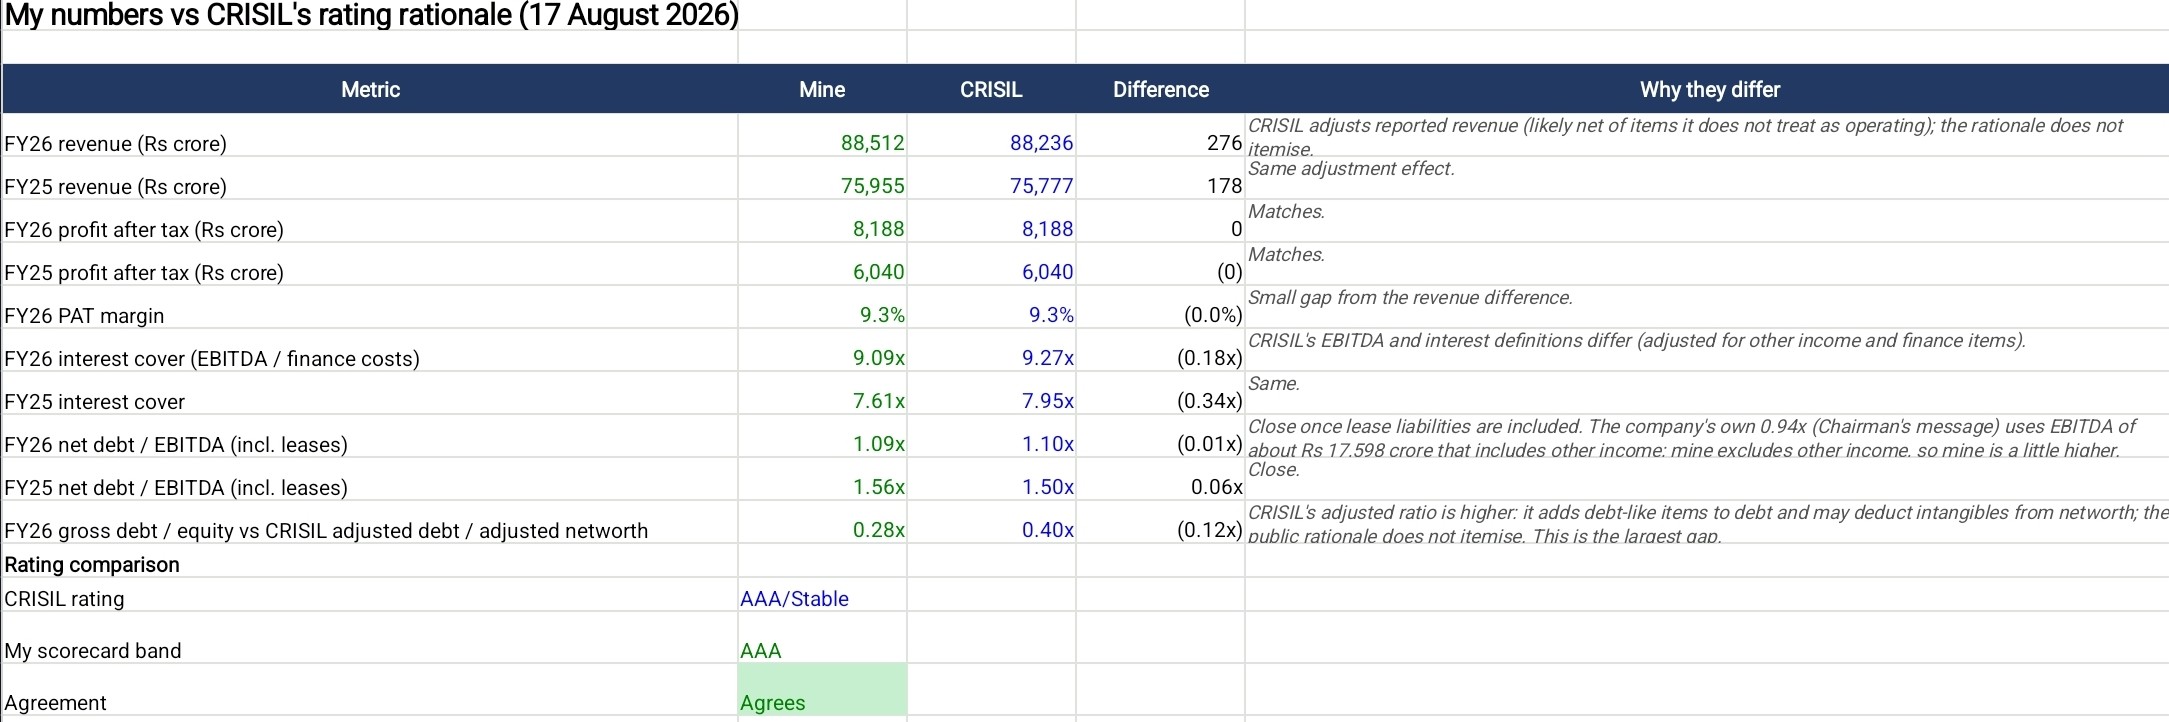 My numbers vs CRISIL's rating rationale (17 August 2026)
Metric Mine CRISIL Difference Why they differ
FY26 revenue (Rs crore) 88,512 88,236 276 CRISIL adjusts reported revenue (likely net of items it does not treat as operating); the rationale does not
itemise.
FY25 revenue (Rs crore) 75,955 75,777 178 Same adjustment effect.
FY26 profit after tax (Rs crore) 8,188 8,188 0 Matches.
FY25 profit after tax (Rs crore) 6,040 6,040 (0) Matches.
FY26 PAT margin 9.3% 9.3% (0.0%) Small gap from the revenue difference.
FY26 interest cover (EBITDA / finance costs) 9.09x 9.27x (0.18x) CRISIL's EBITDA and interest definitions differ (adjusted for other income and finance items).
FY25 interest cover 7.61x 7.95x (0.34x) Same.
FY26 net debt / EBITDA (incl. leases) 1.09x 1.10x (0.01x) Close once lease liabilities are included. The company's own 0.94x (Chairman's message) uses EBITDA of
about Rs 17,598 crore that includes other income; mine excludes other income, so mine is a little higher.
FY25 net debt / EBITDA (incl. leases) 1.56x 1.50x 0.06x Close.
FY26 gross debt / equity vs CRISIL adjusted debt / adjusted networth 0.28x 0.40x (0.12x) CRISIL's adjusted ratio is higher: it adds debt-like items to debt and may deduct intangibles from networth; the
public rationale does not itemise. This is the largest gap.
Rating comparison
CRISIL rating AAA/Stable
My scorecard band AAA
Agreement Agrees